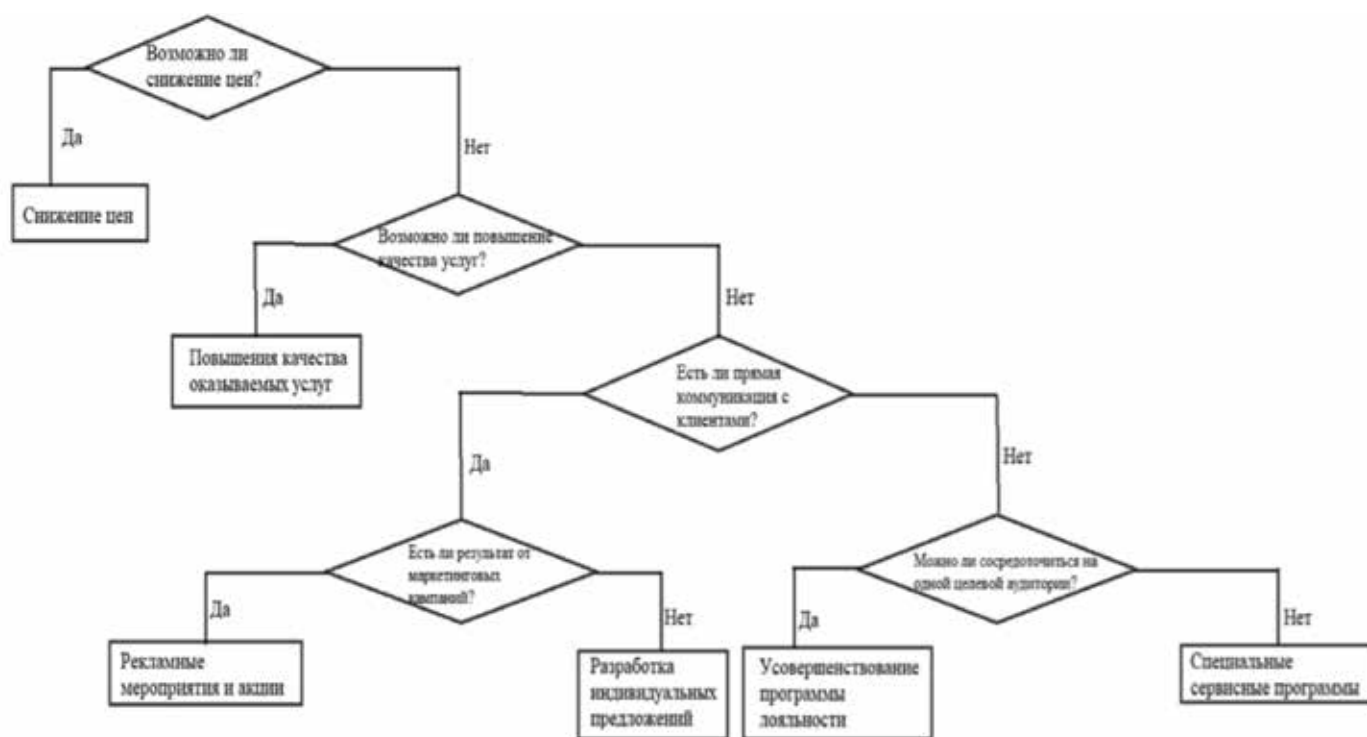 Возможно ли
снижение цен?
Да
Нет
Снижение цен
Возможно ли повышение
качества услуг?
Да
Нет
Повышения качества
оказываемых услуг
Есть ли прямая
коммуникация с
клиентами?
Да
Нет
Есть ли результат от
маркетинговых
кампаний?
Можно ли сосредоточиться на
одной целевой аудитории?
Да
Нет
Да
Нет
Рекламные
мероприятия и акции
Разработка
индивидуальных
предложений
Усовершенствование
программы
лояльности
Специальные
сервисные программы